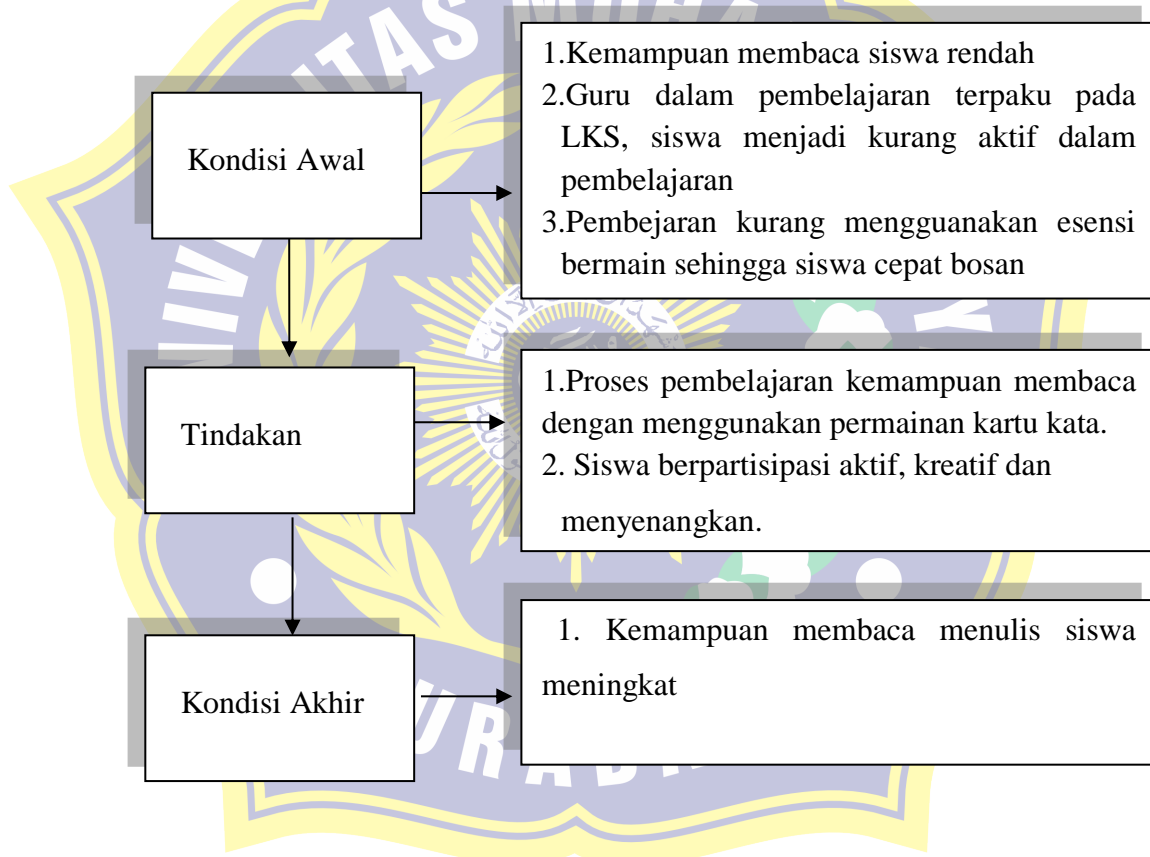 Kondisi Awal
1.Kemampuan membaca siswa rendah
2.Guru dalam pembelajaran terpaku pada
LKS, siswa menjadi kurang aktif dalam
pembelajaran
3.Pembejaran kurang mengguanakan esensi
bermain sehingga siswa cepat bosan
Tindakan
1.Proses pembelajaran kemampuan membaca
dengan menggunakan permainan kartu kata.
2. Siswa berpartisipasi aktif, kreatif dan
menyenangkan.
Kondisi Akhir
1. Kemampuan membaca menulis siswa
meningkat